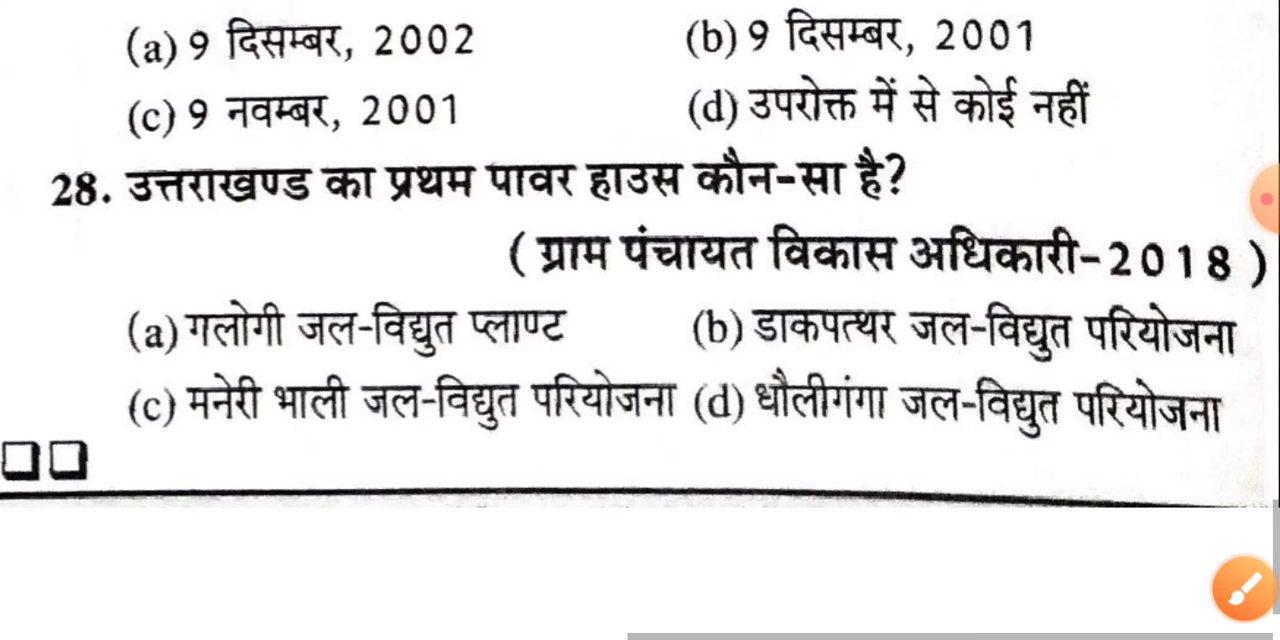 (a) 9 दिसम्बर, 2002 (b) 9 दिसम्बर, 2001
(c) 9 नवम्बर, 2001 (d) उपरोक्त में से कोई नहीं
28. उत्तराखण्ड का प्रथम पावर हाउस कौन-सा है?
( ग्राम पंचायत विकास अधिकारी-2018 )
(a) गलोगी जल-विद्युत प्लाण्ट (b) डाकपत्थर जल-विद्युत परियोजना
(c) मनेरी भाली जल-विद्युत परियोजना (d) धौलीगंगा जल-विद्युत परियोजना